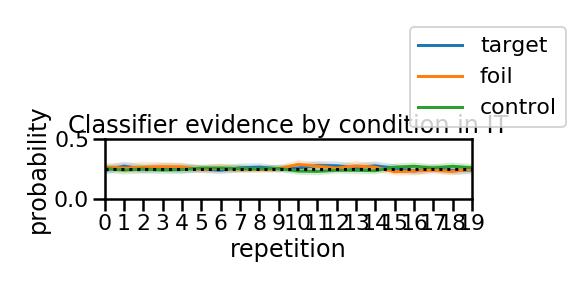 target
foil
control
Classifier evidence by condition in IT
probability
0.5
0.0
0 1 2 3 4 5 6 7 8 9 10 11 12 13 14 15 16 17 18 19
repetition